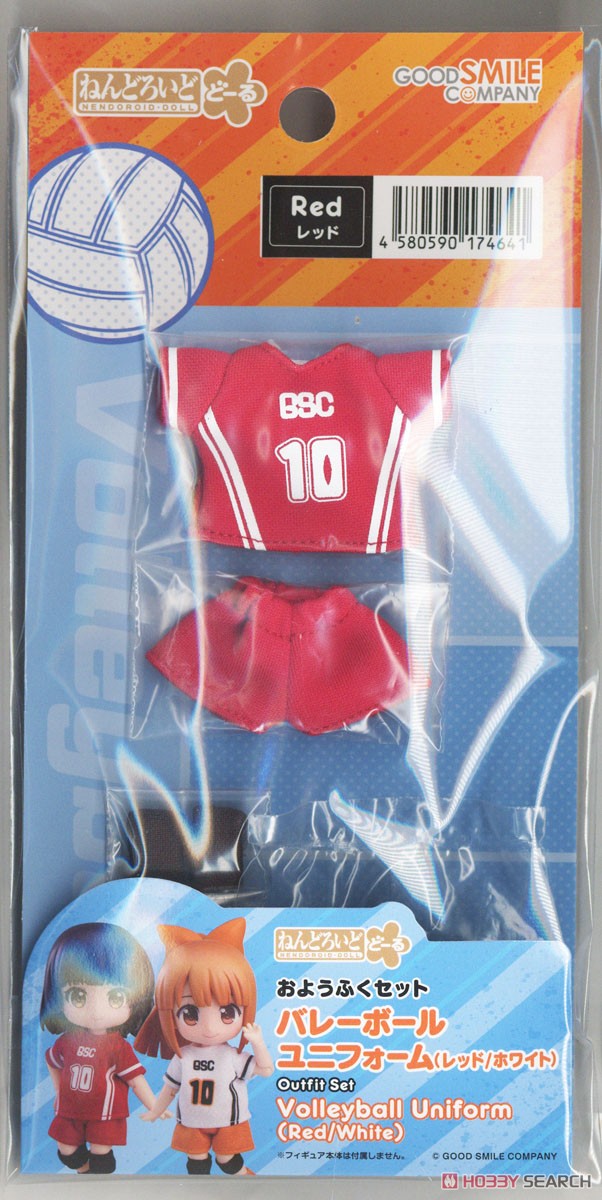 ねんどろいど どーる
NENDOROID-DOLL
GOOD SMILE
COMPANY
Red
レッド
4 580590 174641
Volleyb
BSC
10
ねんどろいど どーる
NENDOROID-DOLL
おようふくセット
バレーボール
ユニフォーム(レッド/ホワイト)
Outfit Set
Volleyball Uniform
(Red/White)
※フィギュア本体は付属しません。
© GOOD SMILE COMPANY
BSC
10
BSC
10
HOBBY SEARCH